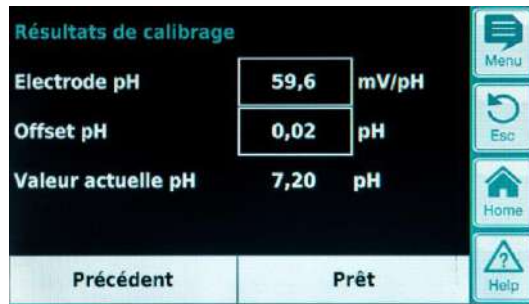 Résultats de calibrage
Electrode pH 59,6 mV/pH
Offset pH 0,02 pH
Valeur actuelle pH 7,20 pH
Précédent Prêt
Menu
Esc
Home
Help